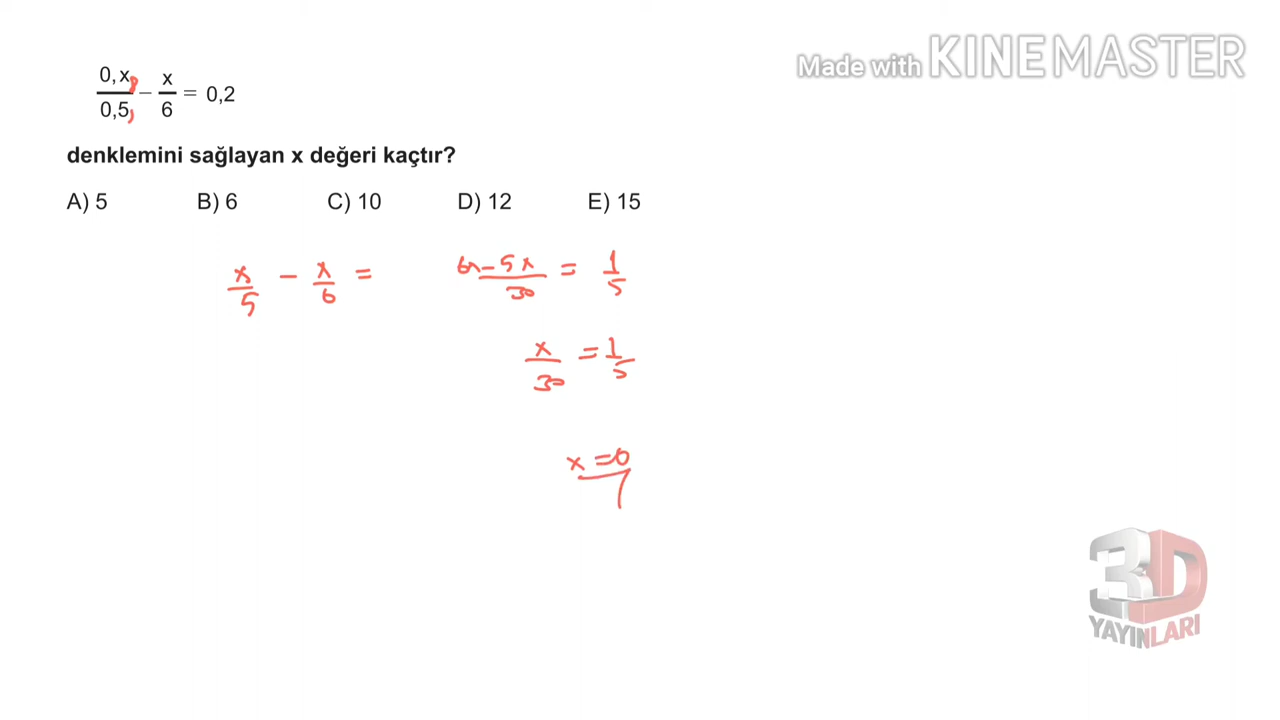 Made with KINEMASTER
0,x/0,5 − x/6 = 0,2
denklemini sağlayan x değeri kaçtır?
A) 5 B) 6 C) 10 D) 12 E) 15
x/5 − x/6 = 6x − 5x/30 = 1/5
x/30 = 1/5
x = 6
3D
YAYINLARI